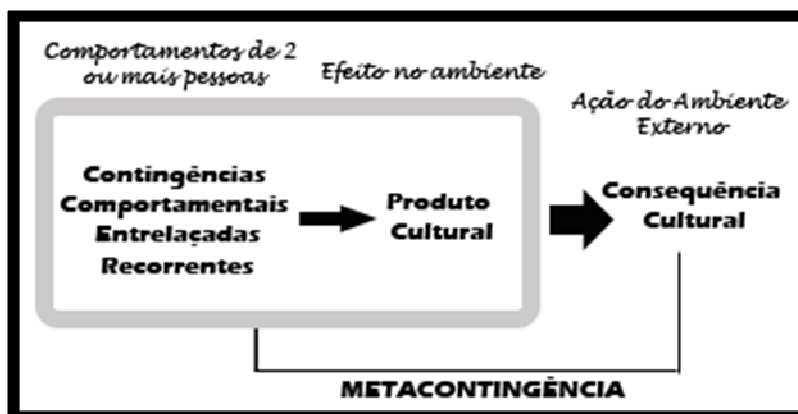 Comportamentos de 2
ou mais pessoas
Efeito no ambiente
Ação do Ambiente
Externo
Contingências
Comportamentais
Entrelaçadas
Recorrentes
Produto
Cultural
Consequência
Cultural
METACONTINGÊNCIA